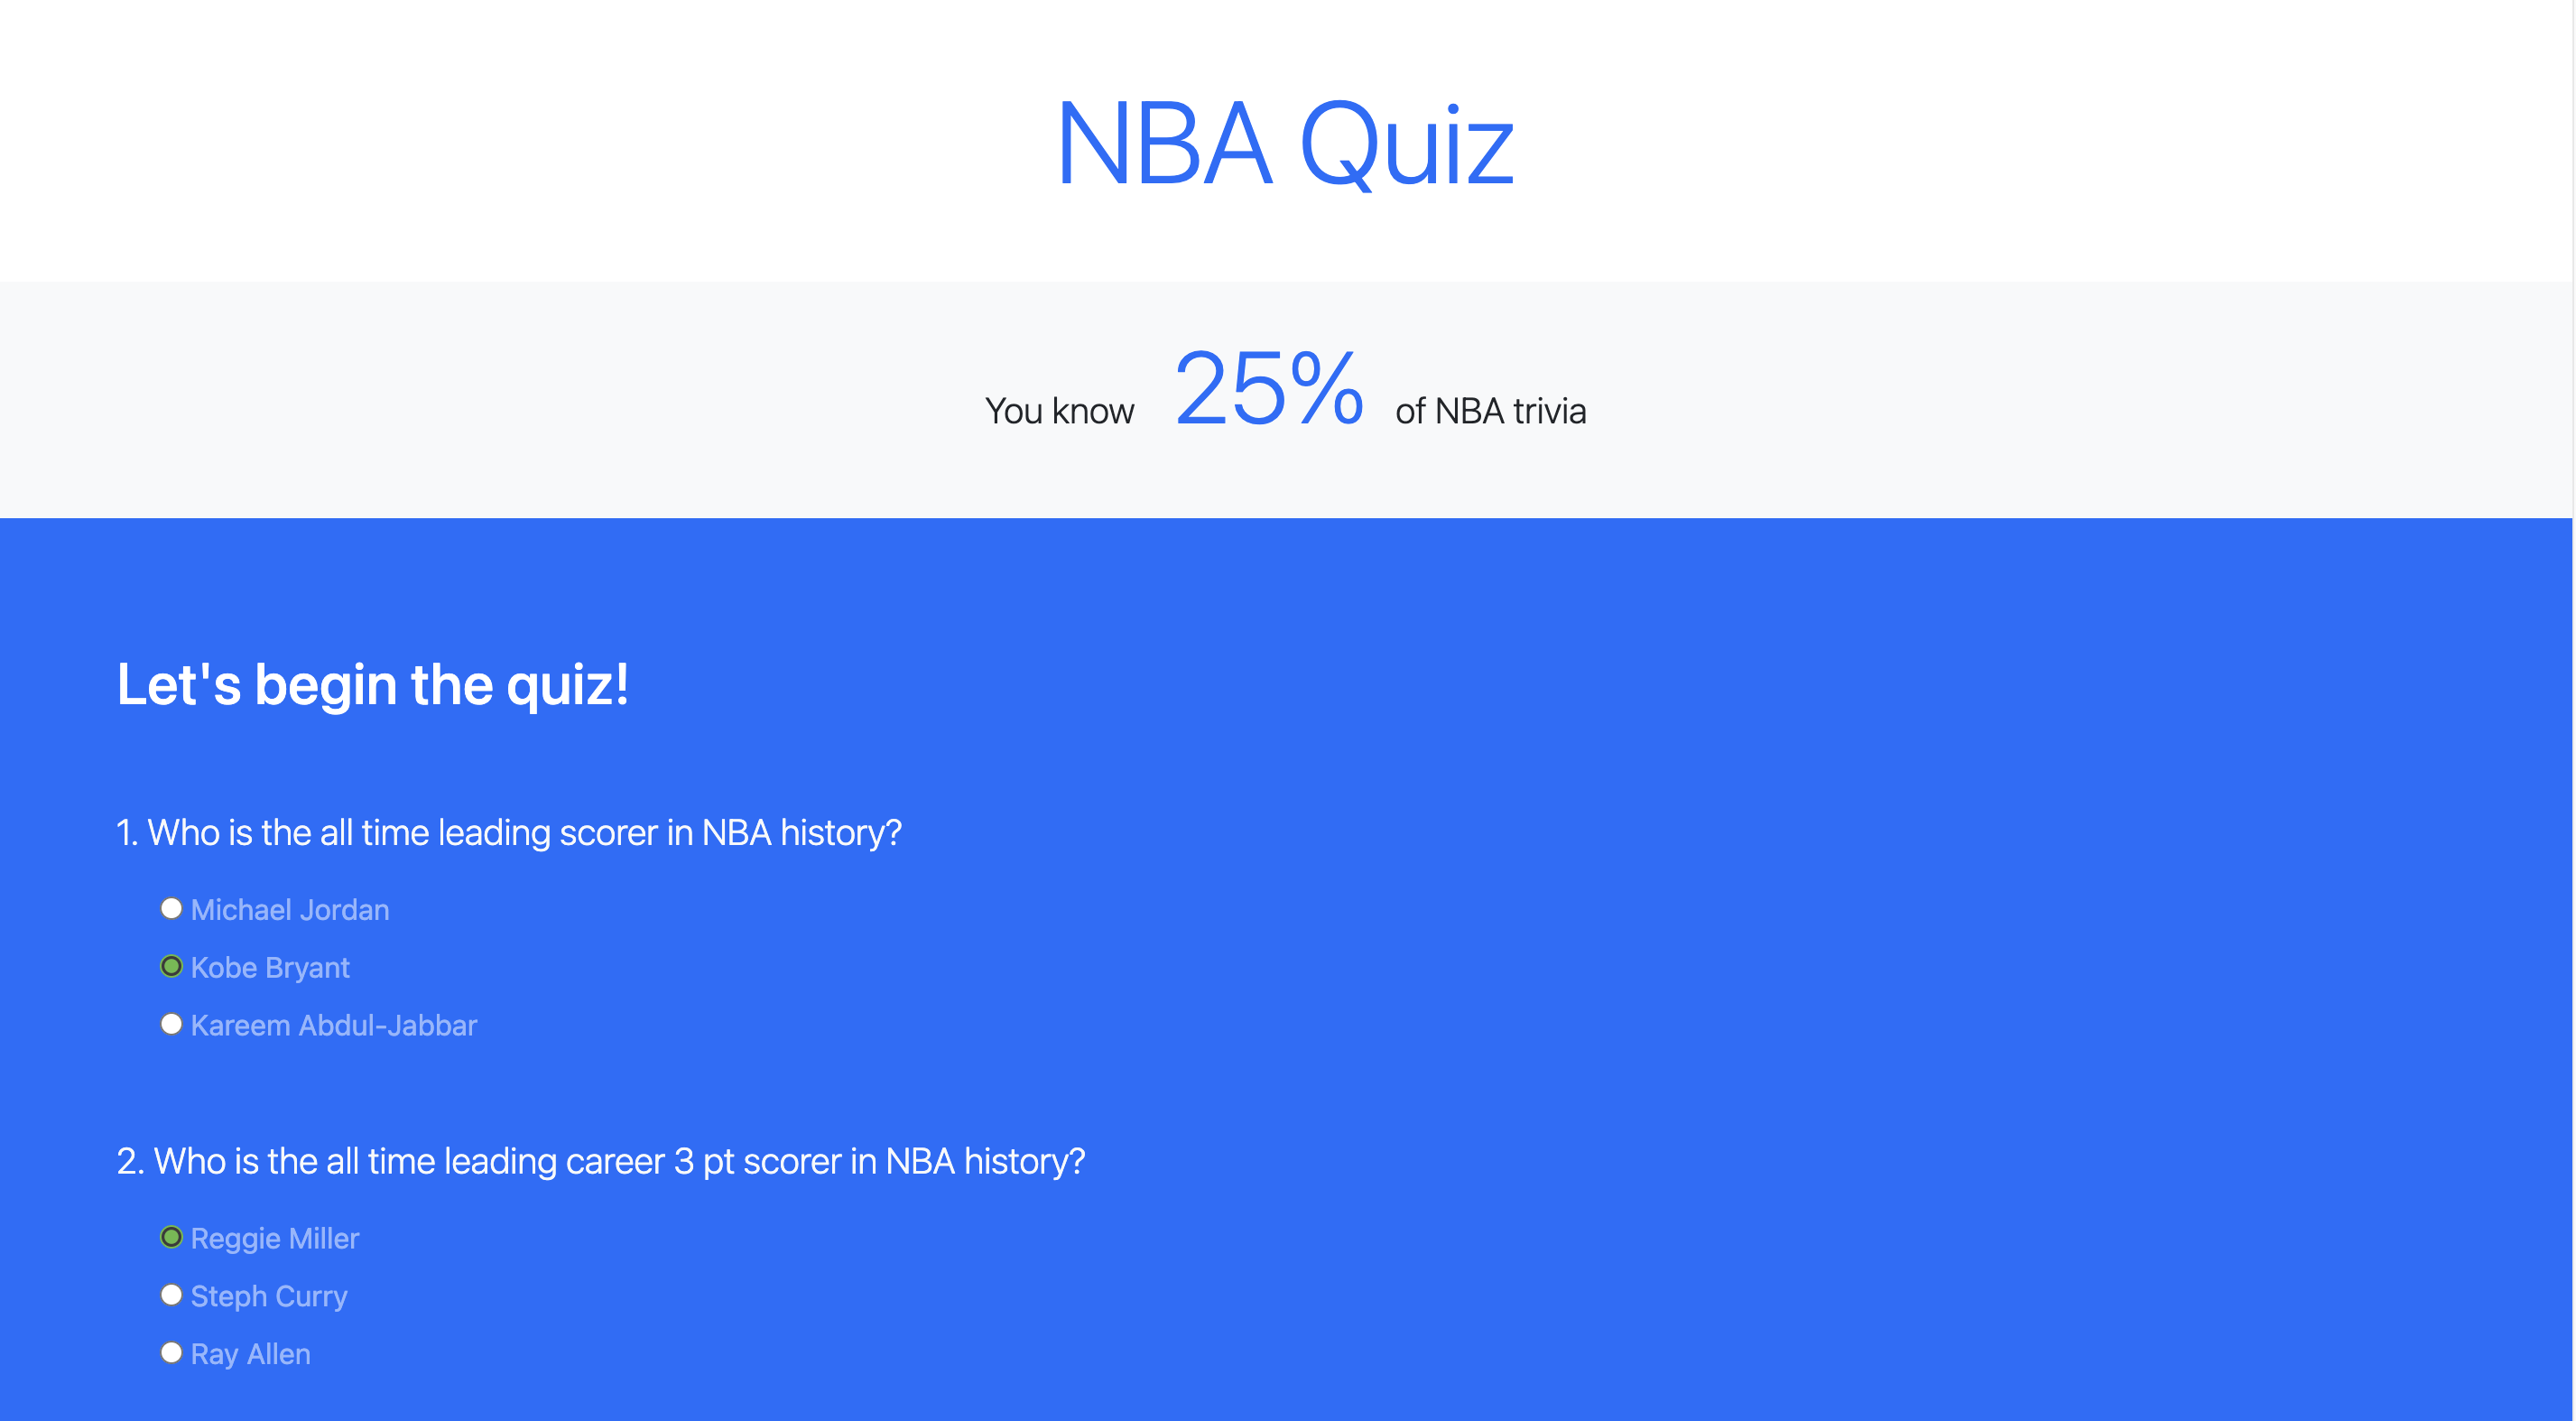 NBA Quiz
You know 25% of NBA trivia
Let's begin the quiz!
1. Who is the all time leading scorer in NBA history?
Michael Jordan
Kobe Bryant
Kareem Abdul-Jabbar
2. Who is the all time leading career 3 pt scorer in NBA history?
Reggie Miller
Steph Curry
Ray Allen